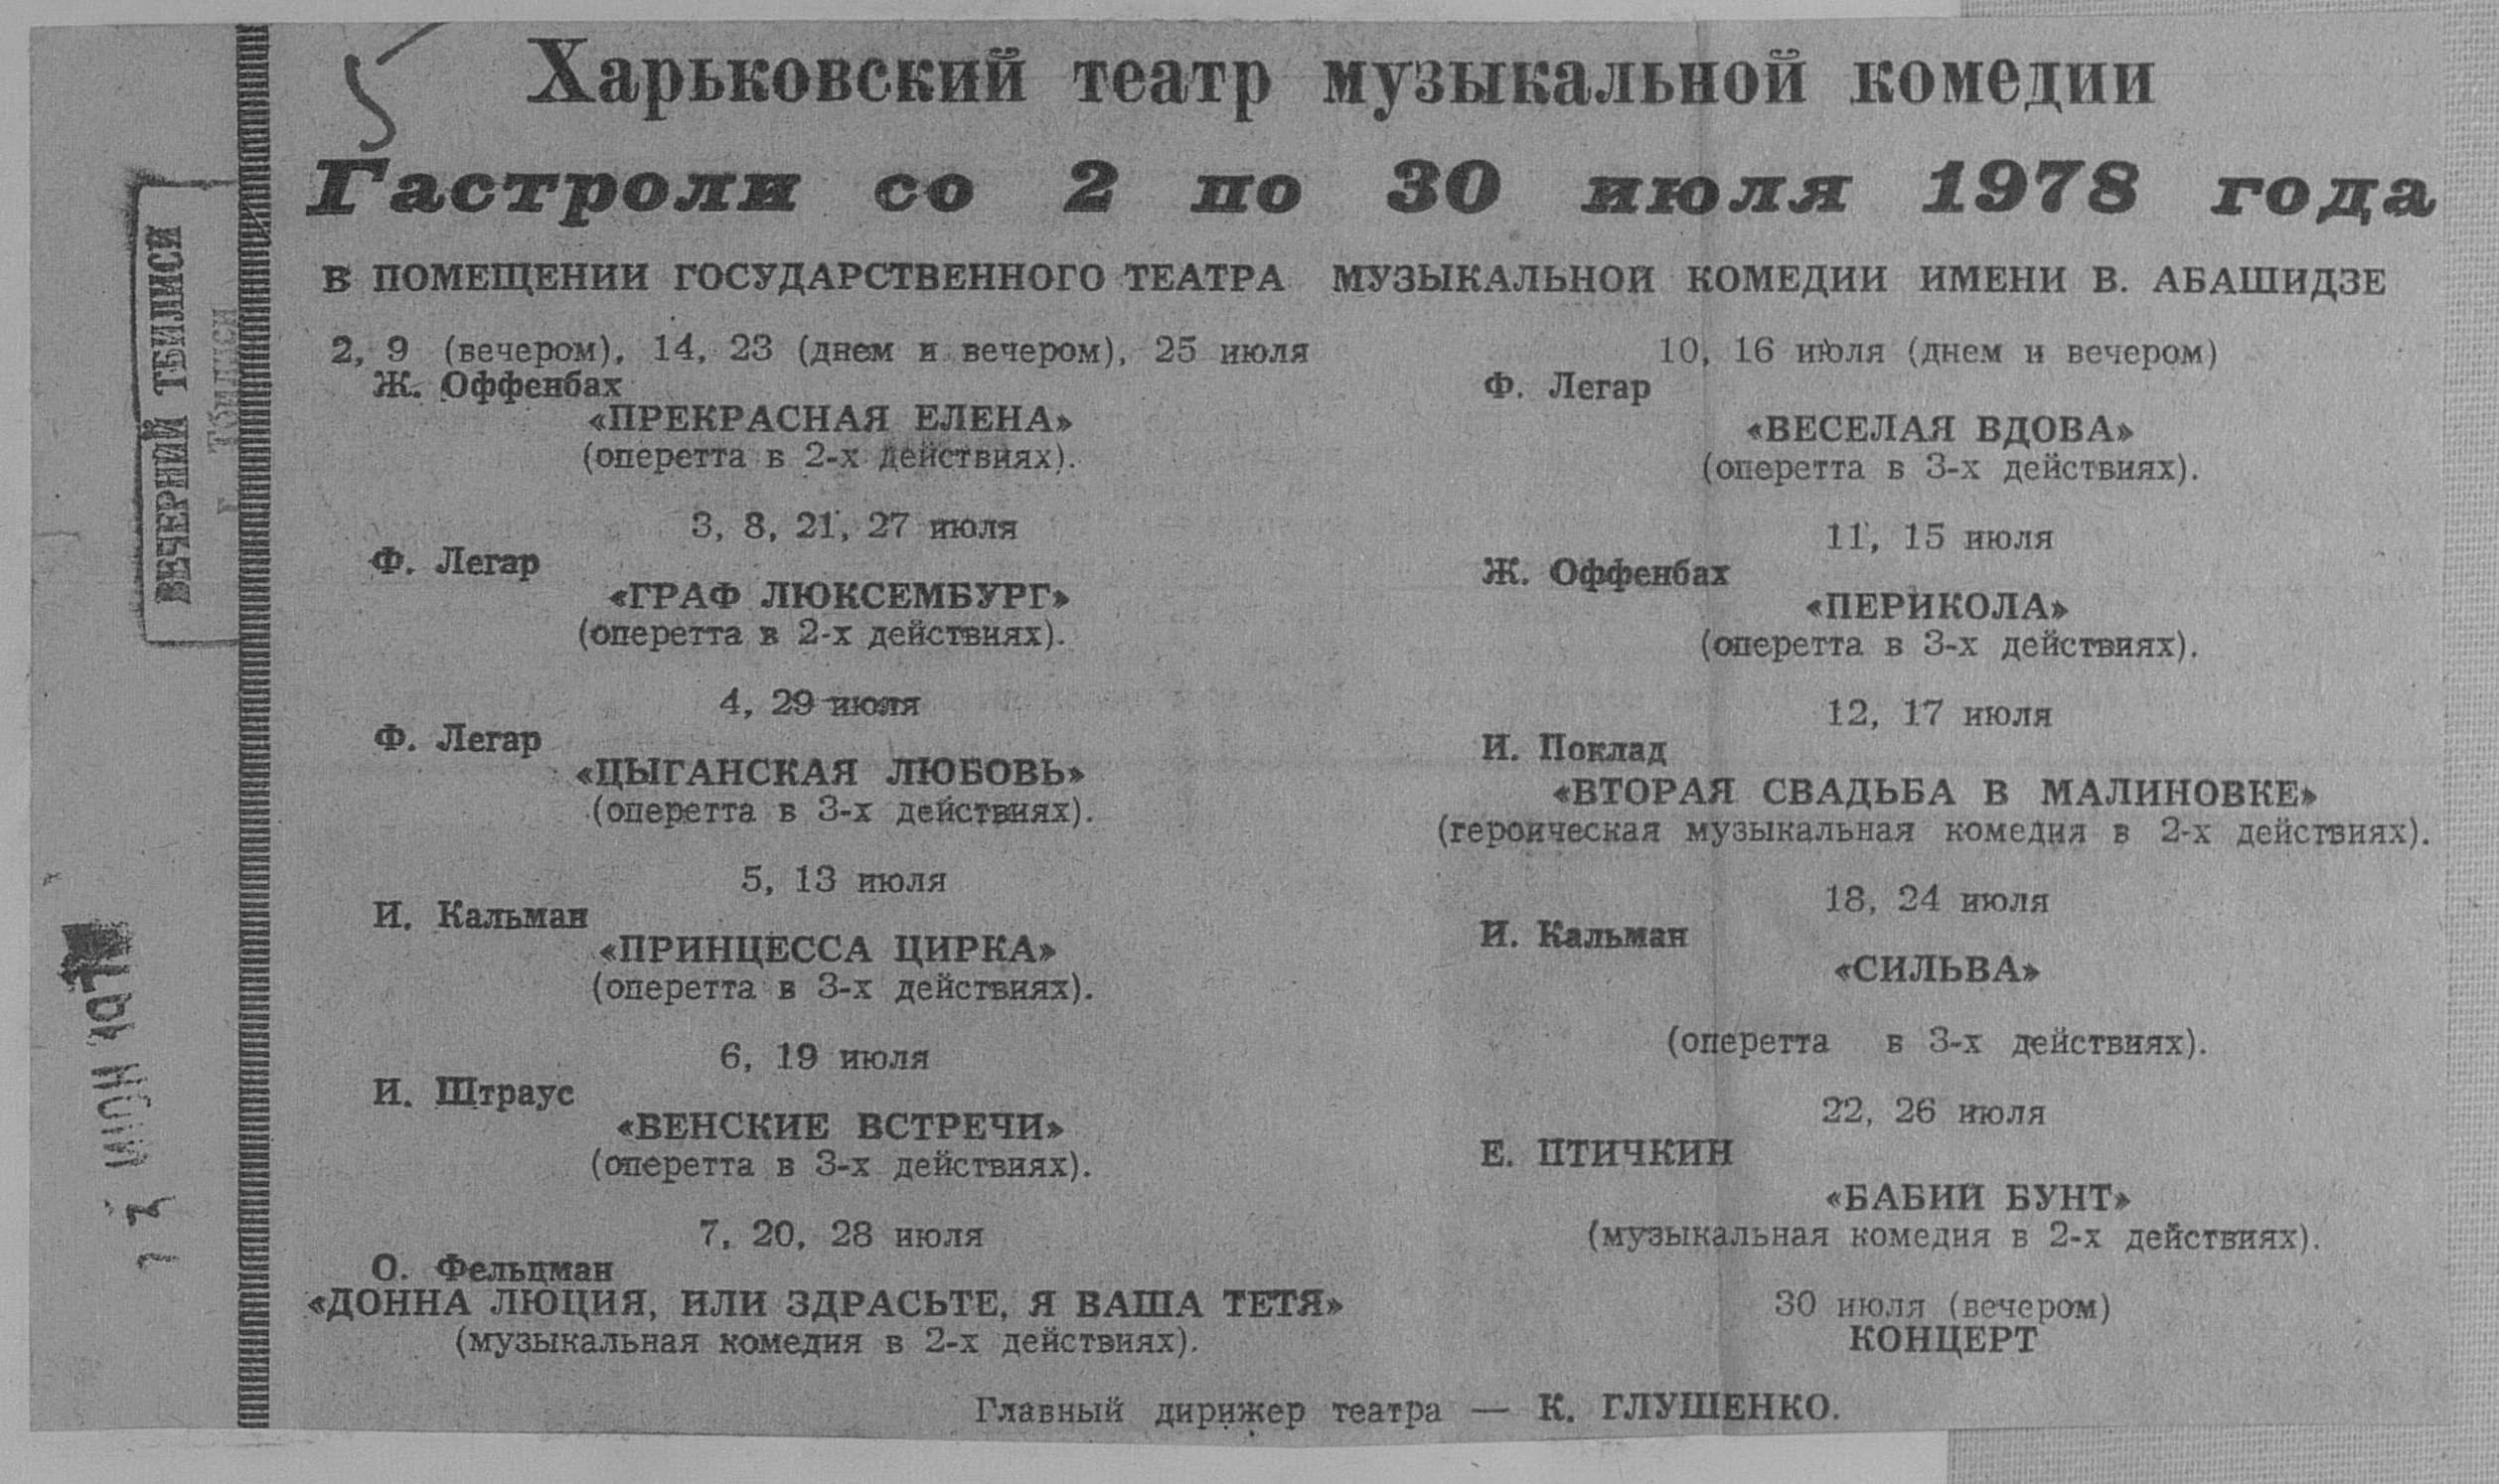 Харьковский театр музыкальной комедии
Гастроли со 2 по 30 июля 1978 года
В ПОМЕЩЕНИИ ГОСУДАРСТВЕННОГО ТЕАТРА МУЗЫКАЛЬНОЙ КОМЕДИИ ИМЕНИ В. АБАШИДЗЕ
2, 9 (вечером), 14, 23 (днем и вечером), 25 июля
Ж. Оффенбах
«ПРЕКРАСНАЯ ЕЛЕНА»
(оперетта в 2-х действиях).
3, 8, 21, 27 июля
Ф. Легар
«ГРАФ ЛЮКСЕМБУРГ»
(оперетта в 2-х действиях).
4, 29 июля
Ф. Легар
«ЦЫГАНСКАЯ ЛЮБОВЬ»
(оперетта в 3-х действиях).
5, 13 июля
И. Кальман
«ПРИНЦЕССА ЦИРКА»
(оперетта в 3-х действиях).
6, 19 июля
И. Штраус
«ВЕНСКИЕ ВСТРЕЧИ»
(оперетта в 3-х действиях).
7, 20, 28 июля
О. Фельцман
«ДОННА ЛЮЦИЯ, ИЛИ ЗДРАСЬТЕ, Я ВАША ТЕТЯ»
(музыкальная комедия в 2-х действиях).
10, 16 июля (днем и вечером)
Ф. Легар
«ВЕСЕЛАЯ ВДОВА»
(оперетта в 3-х действиях).
11, 15 июля
Ж. Оффенбах
«ПЕРИКОЛА»
(оперетта в 3-х действиях).
12, 17 июля
И. Поклад
«ВТОРАЯ СВАДЬБА В МАЛИНОВКЕ»
(героическая музыкальная комедия в 2-х действиях).
18, 24 июля
И. Кальман
«СИЛЬВА»
(оперетта в 3-х действиях).
22, 26 июля
Е. ПТИЧКИН
«БАБИЙ БУНТ»
(музыкальная комедия в 2-х действиях).
30 июля (вечером)
КОНЦЕРТ
Главный дирижер театра — К. ГЛУШЕНКО.
ВЕЧЕРНИЙ ТБИЛИСИ
г. Тбилиси
5